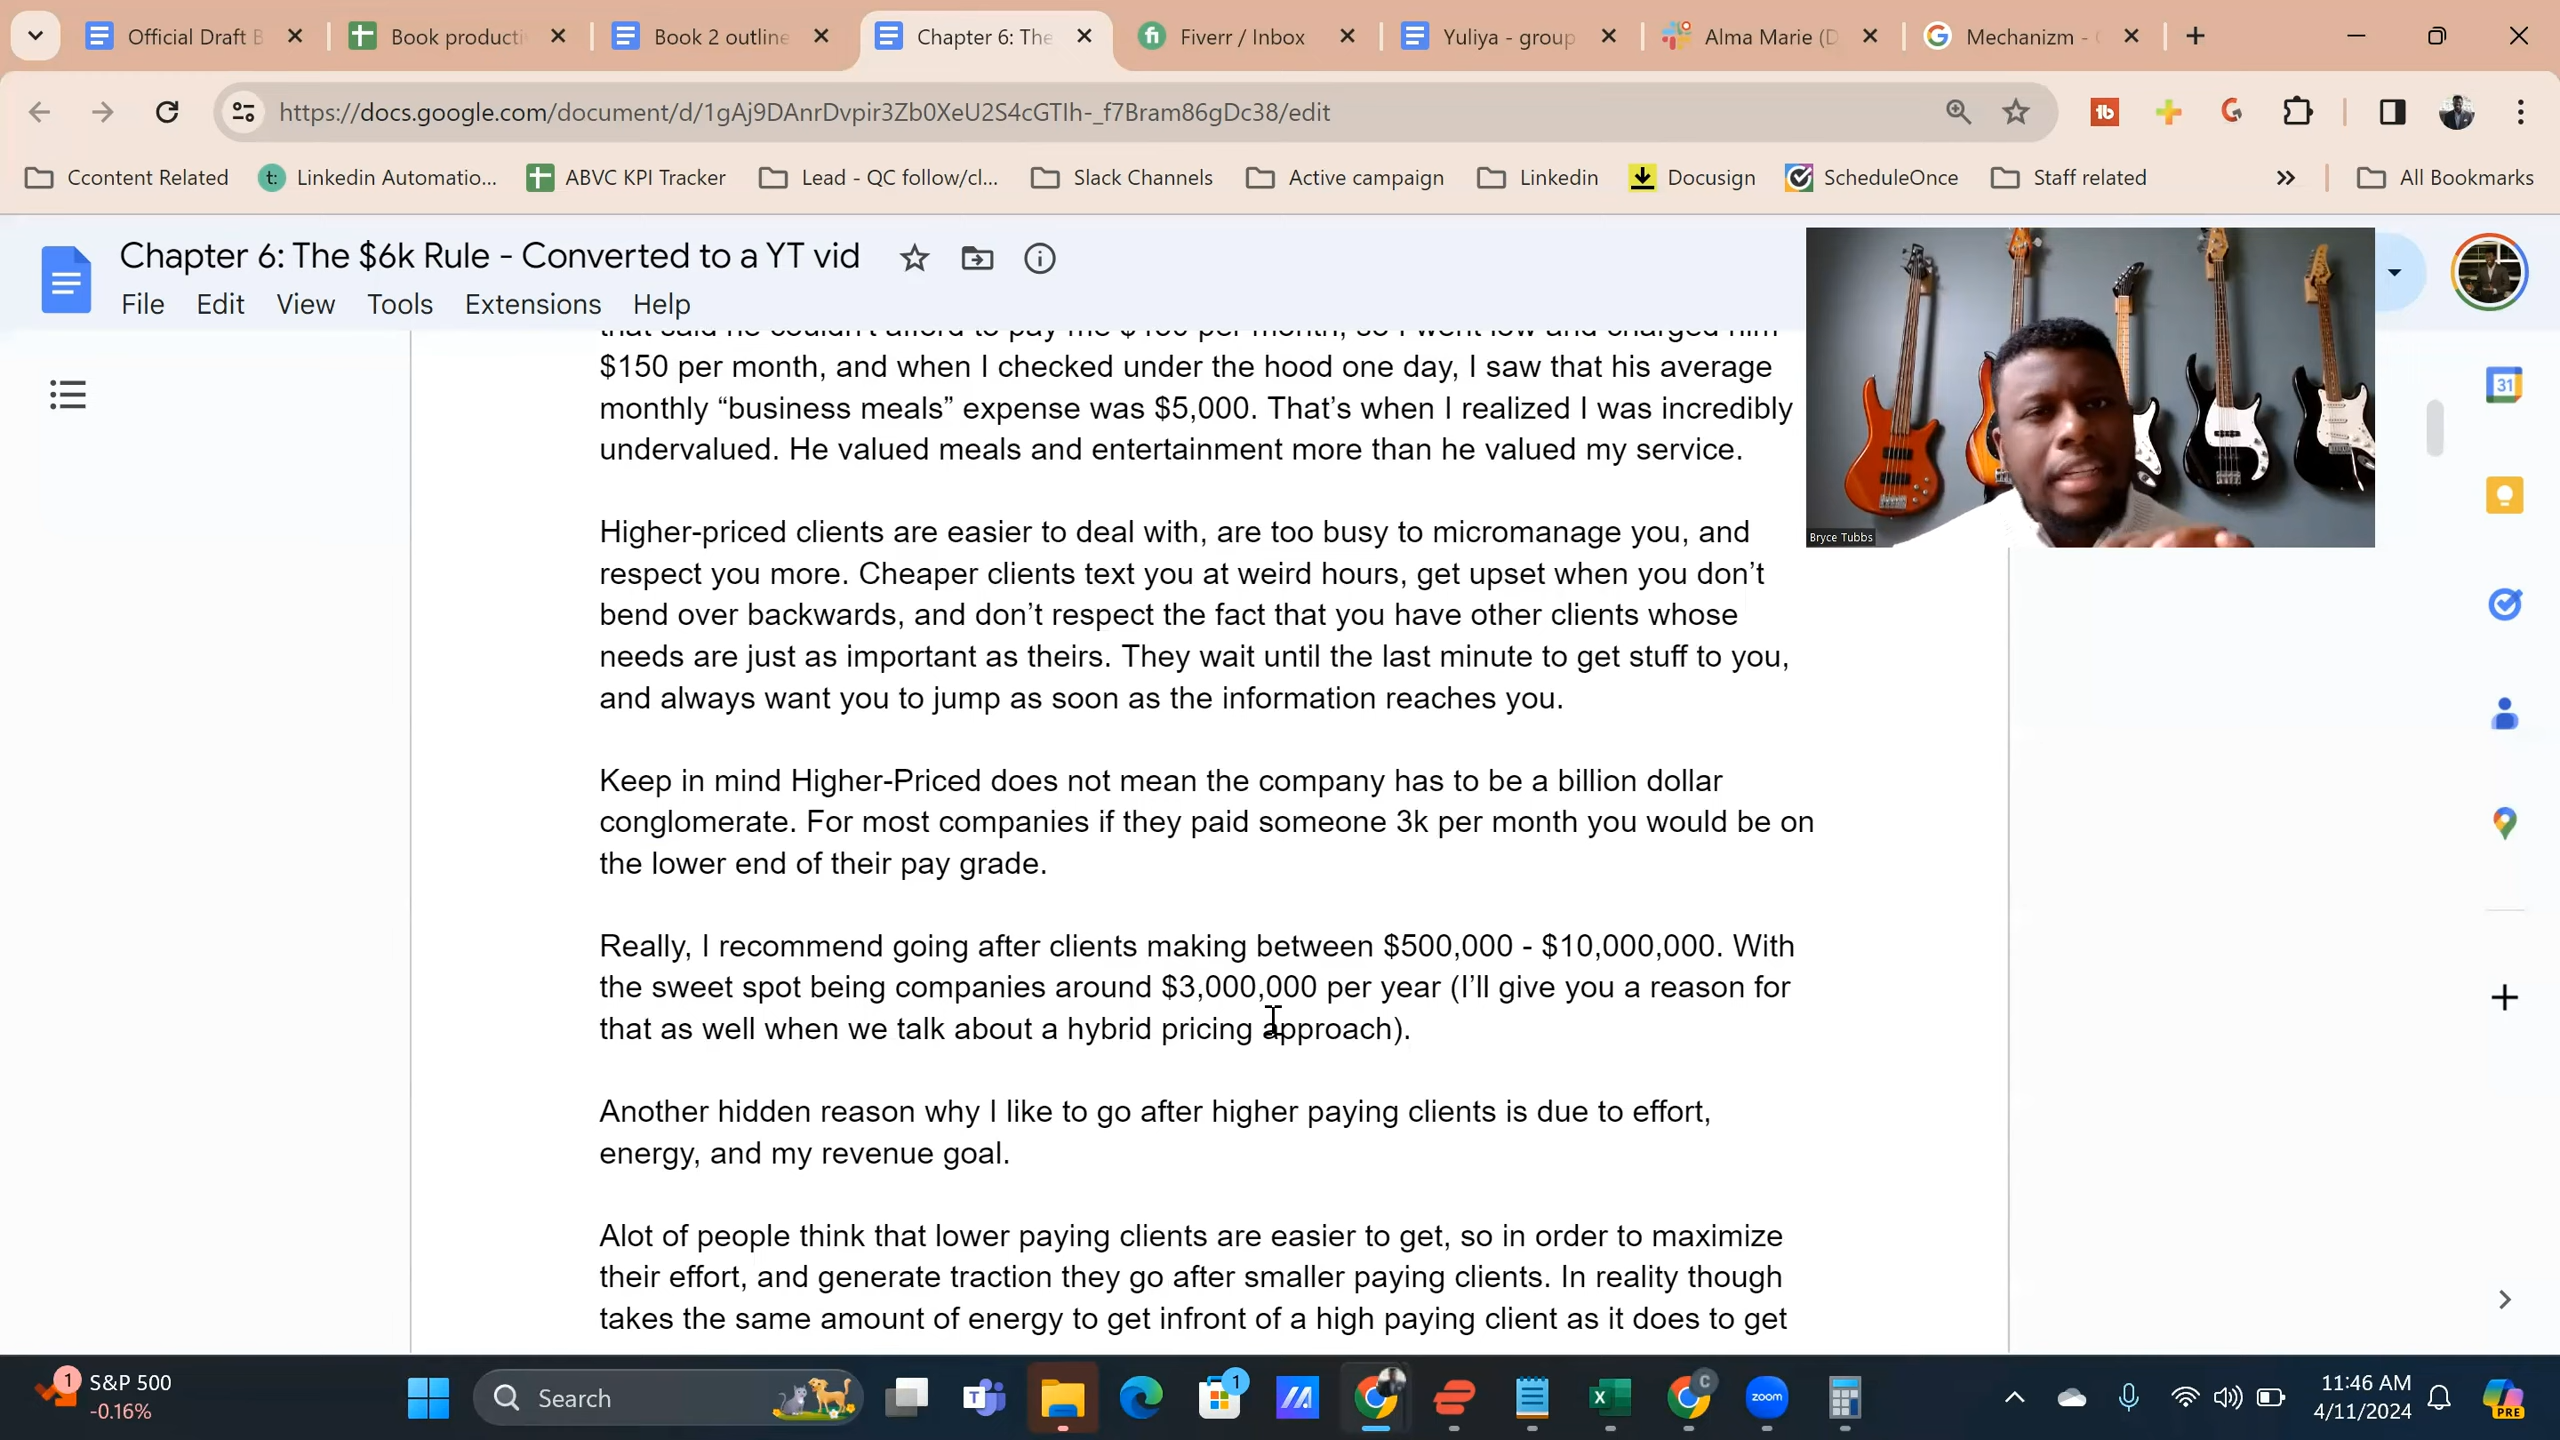 Official Draft B
Book producti
Book 2 outline
Chapter 6: The
Fiverr / Inbox
Yuliya - group
Alma Marie (D
Mechanizm -
https://docs.google.com/document/d/1gAj9DAnrDvpir3Zb0XeU2S4cGTIh-_f7Bram86gDc38/edit
Ccontent Related
Linkedin Automatio...
ABVC KPI Tracker
Lead - QC follow/cl...
Slack Channels
Active campaign
Linkedin
Docusign
ScheduleOnce
Staff related
All Bookmarks
Chapter 6: The $6k Rule - Converted to a YT vid
File Edit View Tools Extensions Help
Bryce Tubbs
$150 per month, and when I checked under the hood one day, I saw that his average
monthly “business meals” expense was $5,000. That’s when I realized I was incredibly
undervalued. He valued meals and entertainment more than he valued my service.
Higher-priced clients are easier to deal with, are too busy to micromanage you, and
respect you more. Cheaper clients text you at weird hours, get upset when you don’t
bend over backwards, and don’t respect the fact that you have other clients whose
needs are just as important as theirs. They wait until the last minute to get stuff to you,
and always want you to jump as soon as the information reaches you.
Keep in mind Higher-Priced does not mean the company has to be a billion dollar
conglomerate. For most companies if they paid someone 3k per month you would be on
the lower end of their pay grade.
Really, I recommend going after clients making between $500,000 - $10,000,000. With
the sweet spot being companies around $3,000,000 per year (I’ll give you a reason for
that as well when we talk about a hybrid pricing approach).
Another hidden reason why I like to go after higher paying clients is due to effort,
energy, and my revenue goal.
Alot of people think that lower paying clients are easier to get, so in order to maximize
their effort, and generate traction they go after smaller paying clients. In reality though
takes the same amount of energy to get infront of a high paying client as it does to get
31
1
S&P 500
-0.16%
Search
1
C
zoom
11:46 AM
4/11/2024
PRE